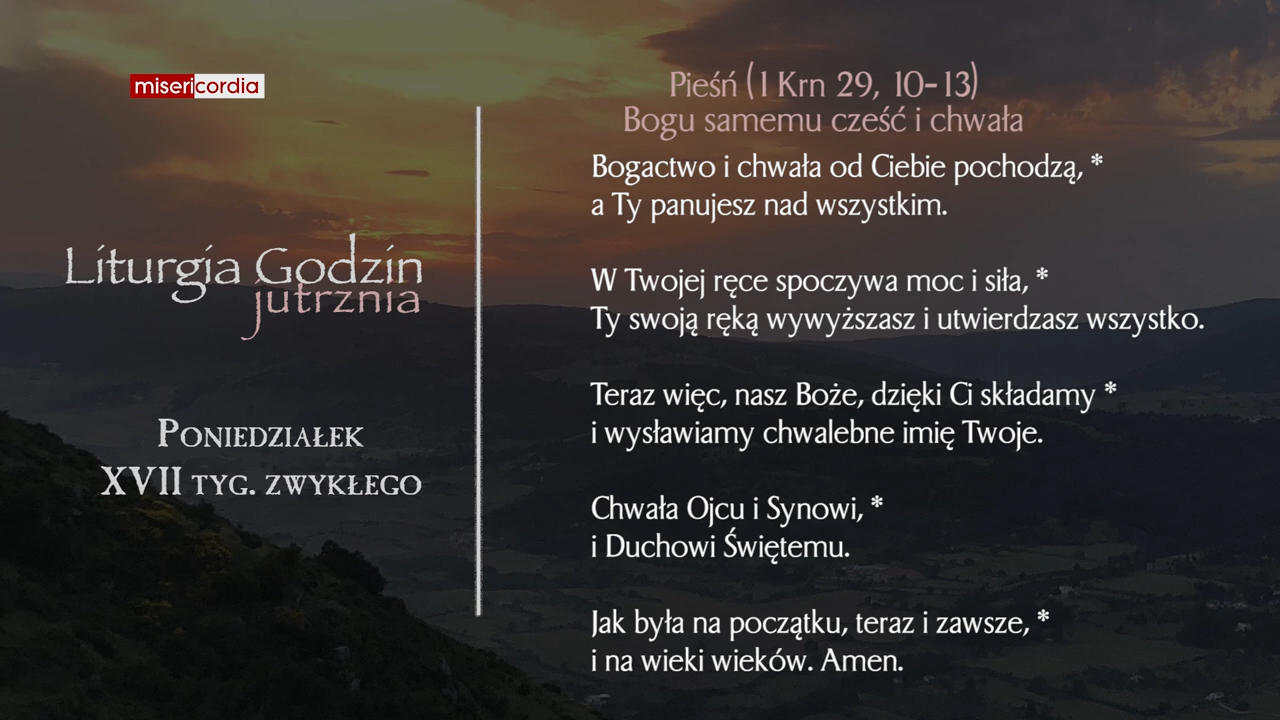 misericordia
Liturgia Godzin
jutrznia
Poniedziałek
XVII tyg. zwykłego
Pieśń (1 Krn 29, 10-13)
Bogu samemu cześć i chwała
Bogactwo i chwała od Ciebie pochodzą, *
a Ty panujesz nad wszystkim.
W Twojej ręce spoczywa moc i siła, *
Ty swoją ręką wywyższasz i utwierdzasz wszystko.
Teraz więc, nasz Boże, dzięki Ci składamy *
i wysławiamy chwalebne imię Twoje.
Chwała Ojcu i Synowi, *
i Duchowi Świętemu.
Jak była na początku, teraz i zawsze, *
i na wieki wieków. Amen.